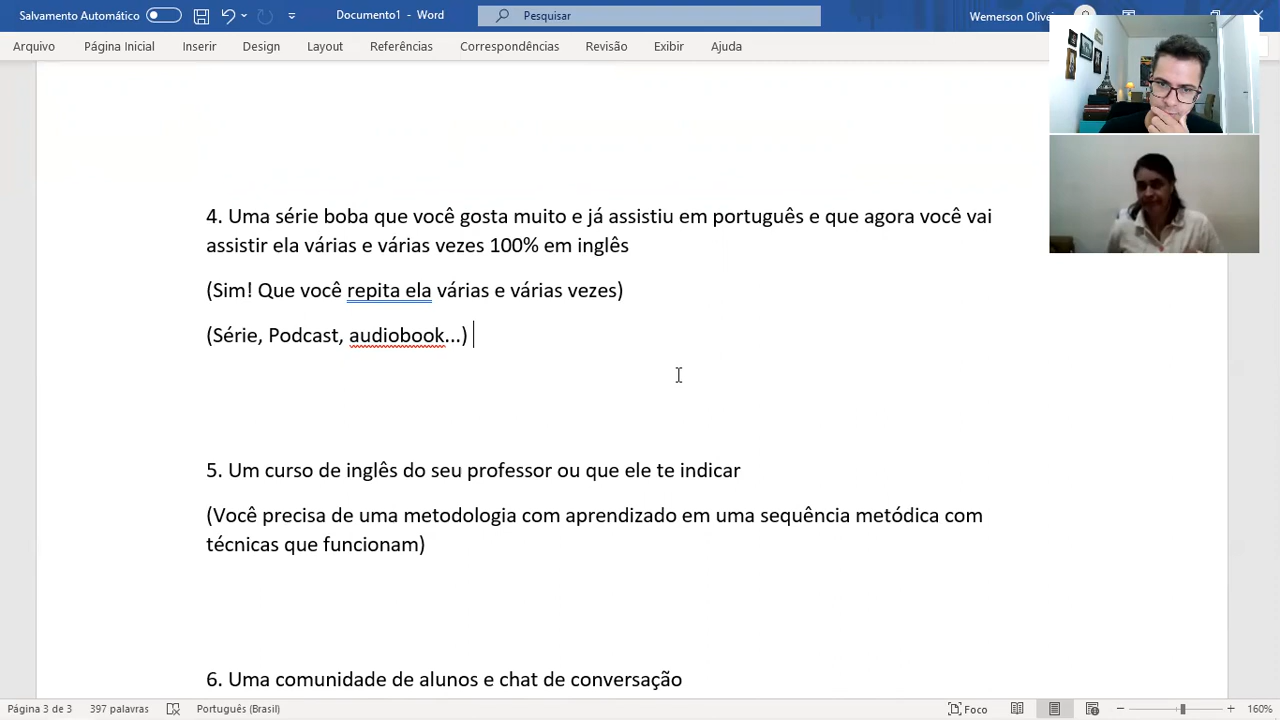 Salvamento Automático
Documento1 - Word
Pesquisar
Wemerson Olive
Arquivo Página Inicial Inserir Design Layout Referências Correspondências Revisão Exibir Ajuda
4. Uma série boba que você gosta muito e já assistiu em português e que agora você vai
assistir ela várias e várias vezes 100% em inglês
(Sim! Que você repita ela várias e várias vezes)
(Série, Podcast, audiobook...)
5. Um curso de inglês do seu professor ou que ele te indicar
(Você precisa de uma metodologia com aprendizado em uma sequência metódica com
técnicas que funcionam)
6. Uma comunidade de alunos e chat de conversação
Página 3 de 3 397 palavras Português (Brasil) Foco 160%